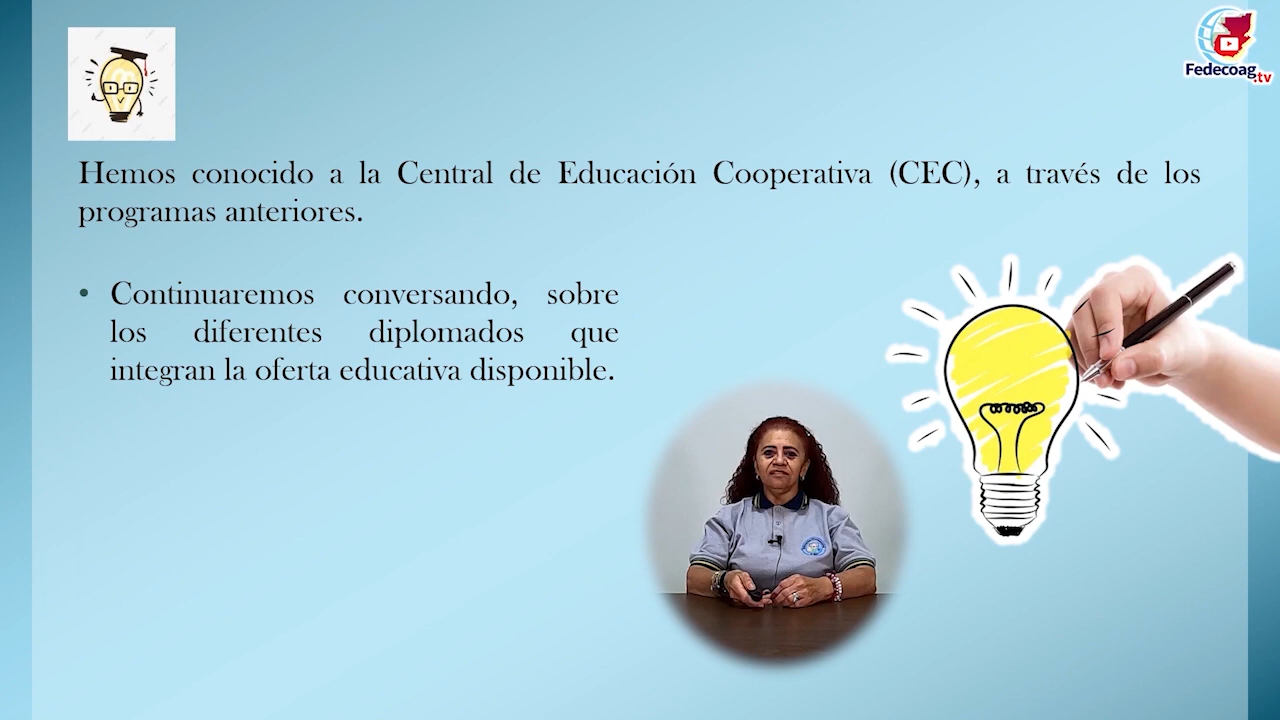 Fedecoag.tv
Hemos conocido a la Central de Educación Cooperativa (CEC), a través de los
programas anteriores.
• Continuaremos conversando, sobre
los diferentes diplomados que
integran la oferta educativa disponible.